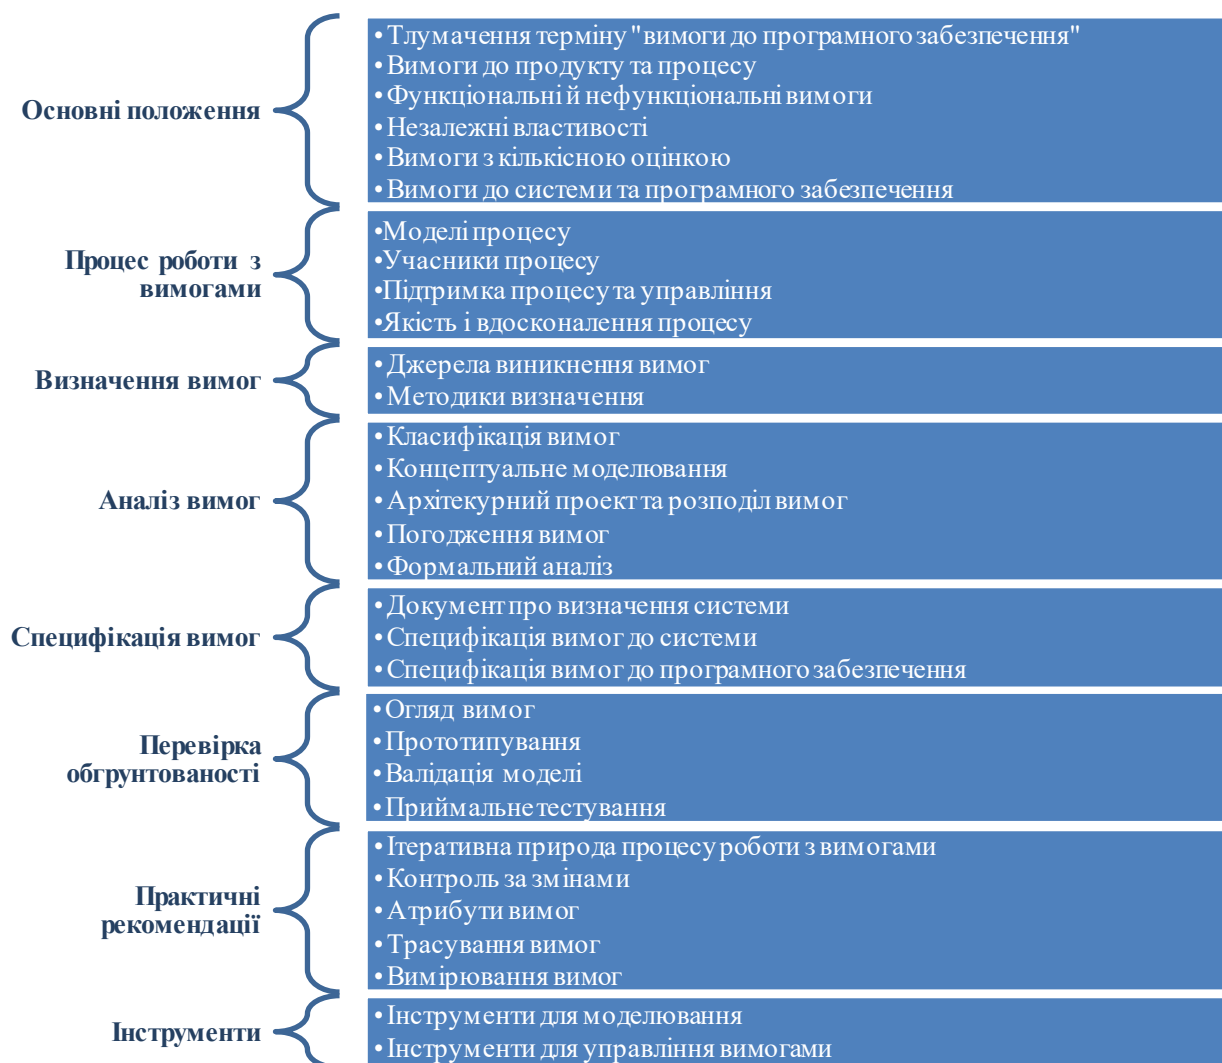 Основні положення
• Тлумачення терміну "вимоги до програмного забезпечення"
• Вимоги до продукту та процесу
• Функціональні й нефункціональні вимоги
• Незалежні властивості
• Вимоги з кількісною оцінкою
• Вимоги до системи та програмного забезпечення
Процес роботи з
вимогами
•Моделі процесу
•Учасники процесу
•Підтримка процесу та управління
•Якість і вдосконалення процесу
Визначення вимог
• Джерела виникнення вимог
• Методики визначення
Аналіз вимог
• Класифікація вимог
• Концептуальне моделювання
• Архітекурний проект та розподіл вимог
• Погодження вимог
• Формальний аналіз
Специфікація вимог
• Документ про визначення системи
• Специфікація вимог до системи
• Специфікація вимог до програмного забезпечення
Перевірка
обгрунтованості
• Огляд вимог
• Прототипування
• Валідація моделі
• Приймальне тестування
Практичні
рекомендації
• Ітеративна природа процесу роботи з вимогами
• Контроль за змінами
• Атрибути вимог
• Трасування вимог
• Вимірювання вимог
Інструменти
• Інструменти для моделювання
• Інструменти для управління вимогами